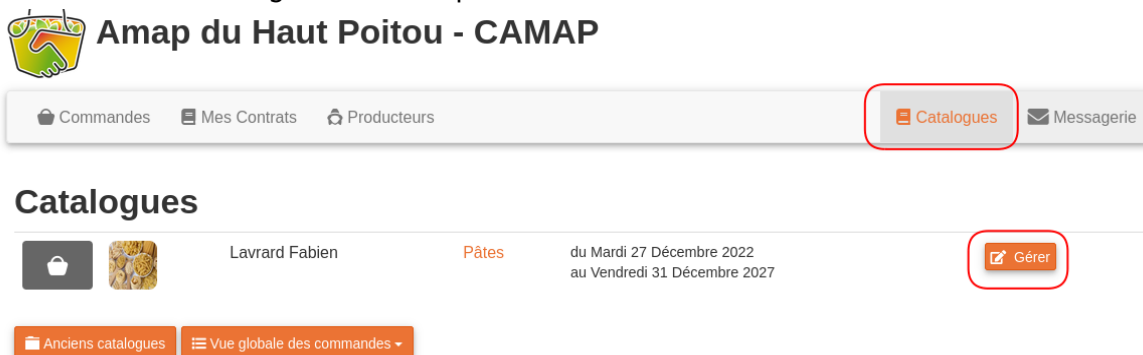 Amap du Haut Poitou - CAMAP
Commandes Mes Contrats Producteurs Catalogues Messagerie
Catalogues
Lavrard Fabien Pâtes du Mardi 27 Décembre 2022
au Vendredi 31 Décembre 2027
Gérer
Anciens catalogues Vue globale des commandes